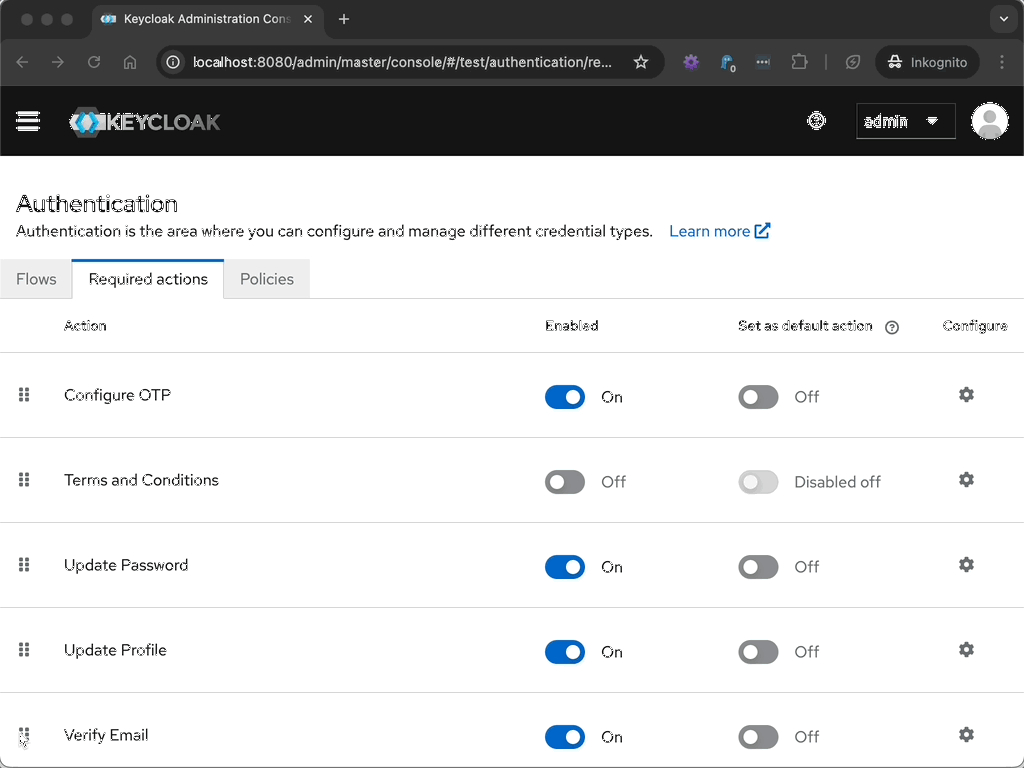 Keycloak Administration Cons
localhost:8080/admin/master/console/#/test/authentication/re...
0
Inkognito
KEYCLOAK
admin
Authentication
Authentication is the area where you can configure and manage different credential types. Learn more
Flows Required actions Policies
Action Enabled Set as default action Configure
Configure OTP On Off
Terms and Conditions Off Disabled off
Update Password On Off
Update Profile On Off
Verify Email On Off